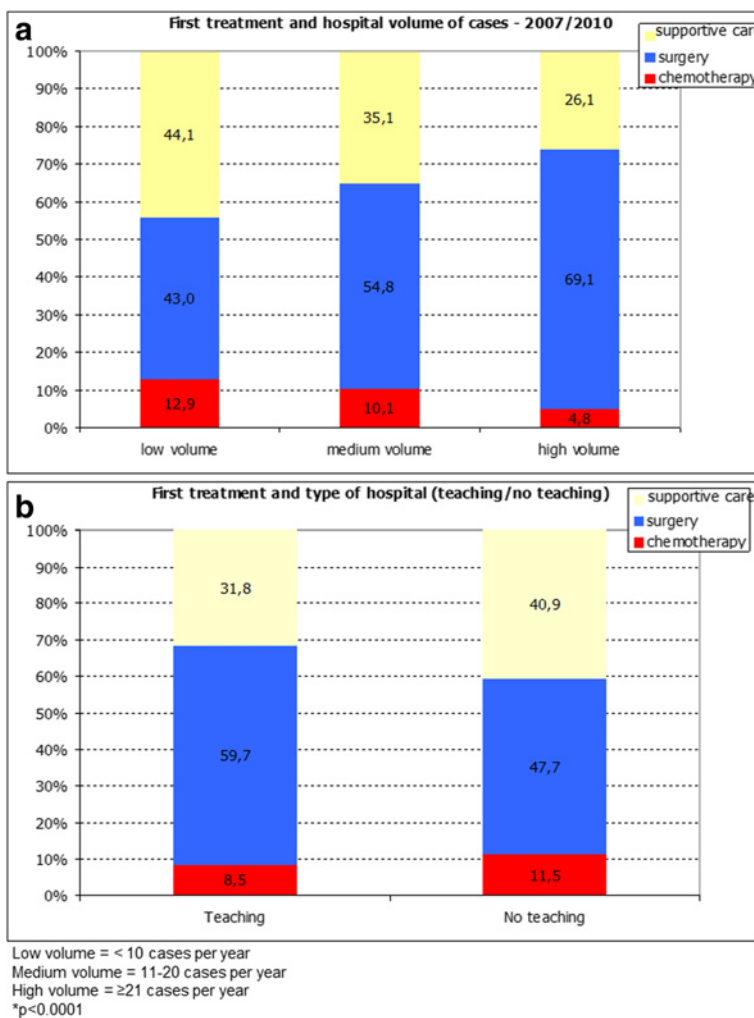 a
First treatment and hospital volume of cases - 2007/2010
supportive care
surgery
chemotherapy
100%
90%
80%
70%
60%
50%
40%
30%
20%
10%
0%
44,1
35,1
26,1
43,0
54,8
69,1
12,9
10,1
4,8
low volume
medium volume
high volume
b
First treatment and type of hospital (teaching/no teaching)
supportive care
surgery
chemotherapy
100%
90%
80%
70%
60%
50%
40%
30%
20%
10%
0%
31,8
40,9
59,7
47,7
8,5
11,5
Teaching
No teaching
Low volume = < 10 cases per year
Medium volume = 11-20 cases per year
High volume = ≥21 cases per year
*p<0.0001